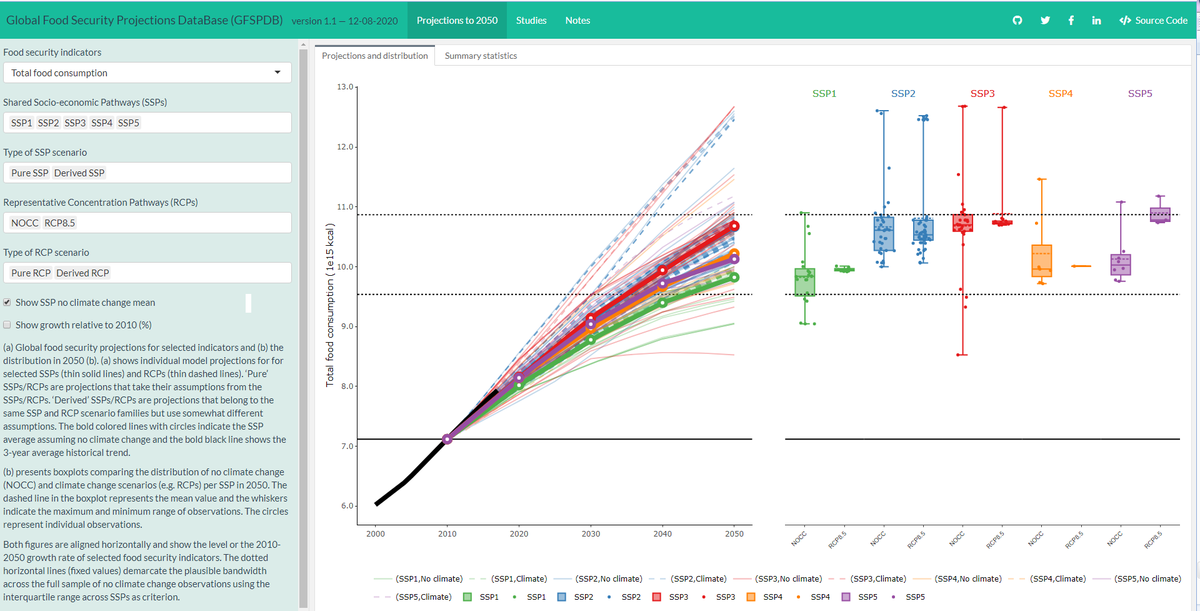 Global Food Security Projections DataBase (GFSPDB) version 1.1 — 12-08-2020
Projections to 2050
Studies
Notes
Source Code
Food security indicators
Total food consumption
Shared Socio-economic Pathways (SSPs)
SSP1 SSP2 SSP3 SSP4 SSP5
Type of SSP scenario
Pure SSP Derived SSP
Representative Concentration Pathways (RCPs)
NOCC RCP8.5
Type of RCP scenario
Pure RCP Derived RCP
Show SSP no climate change mean
Show growth relative to 2010 (%)
(a) Global food security projections for selected indicators and (b) the
distribution in 2050 (b). (a) shows individual model projections for for
selected SSPs (thin solid lines) and RCPs (thin dashed lines). 'Pure'
SSPs/RCPs are projections that take their assumptions from the
SSPs/RCPs. 'Derived' SSPs/RCPs are projections that belong to the
same SSP and RCP scenario families but use somewhat different
assumptions. The bold colored lines with circles indicate the SSP
average assuming no climate change and the bold black line shows the
3-year average historical trend.
(b) presents boxplots comparing the distribution of no climate change
(NOCC) and climate change scenarios (e.g. RCPs) per SSP in 2050. The
dashed line in the boxplot represents the mean value and the whiskers
indicate the maximum and minimum range of observations. The circles
represent individual observations.
Both figures are aligned horizontally and show the level or the 2010-
2050 growth rate of selected food security indicators. The dotted
horizontal lines (fixed values) demarcate the plausible bandwidth
across the full sample of no climate change observations using the
interquartile range across SSPs as criterion.
Projections and distribution
Summary statistics
Total food consumption (1e15 kcal)
13.0
12.0
11.0
10.0
9.0
8.0
7.0
6.0
2000 2010 2020 2030 2040 2050
SSP1 SSP2 SSP3 SSP4 SSP5
NOCC RCP8.5 NOCC RCP8.5 NOCC RCP8.5 NOCC RCP8.5 NOCC RCP8.5
(SSP1,No climate) (SSP1,Climate) (SSP2,No climate) (SSP2,Climate) (SSP3,No climate) (SSP3,Climate) (SSP4,No climate) (SSP4,Climate) (SSP5,No climate)
(SSP5,Climate) SSP1 SSP1 SSP2 SSP2 SSP3 SSP3 SSP4 SSP4 SSP5 SSP5